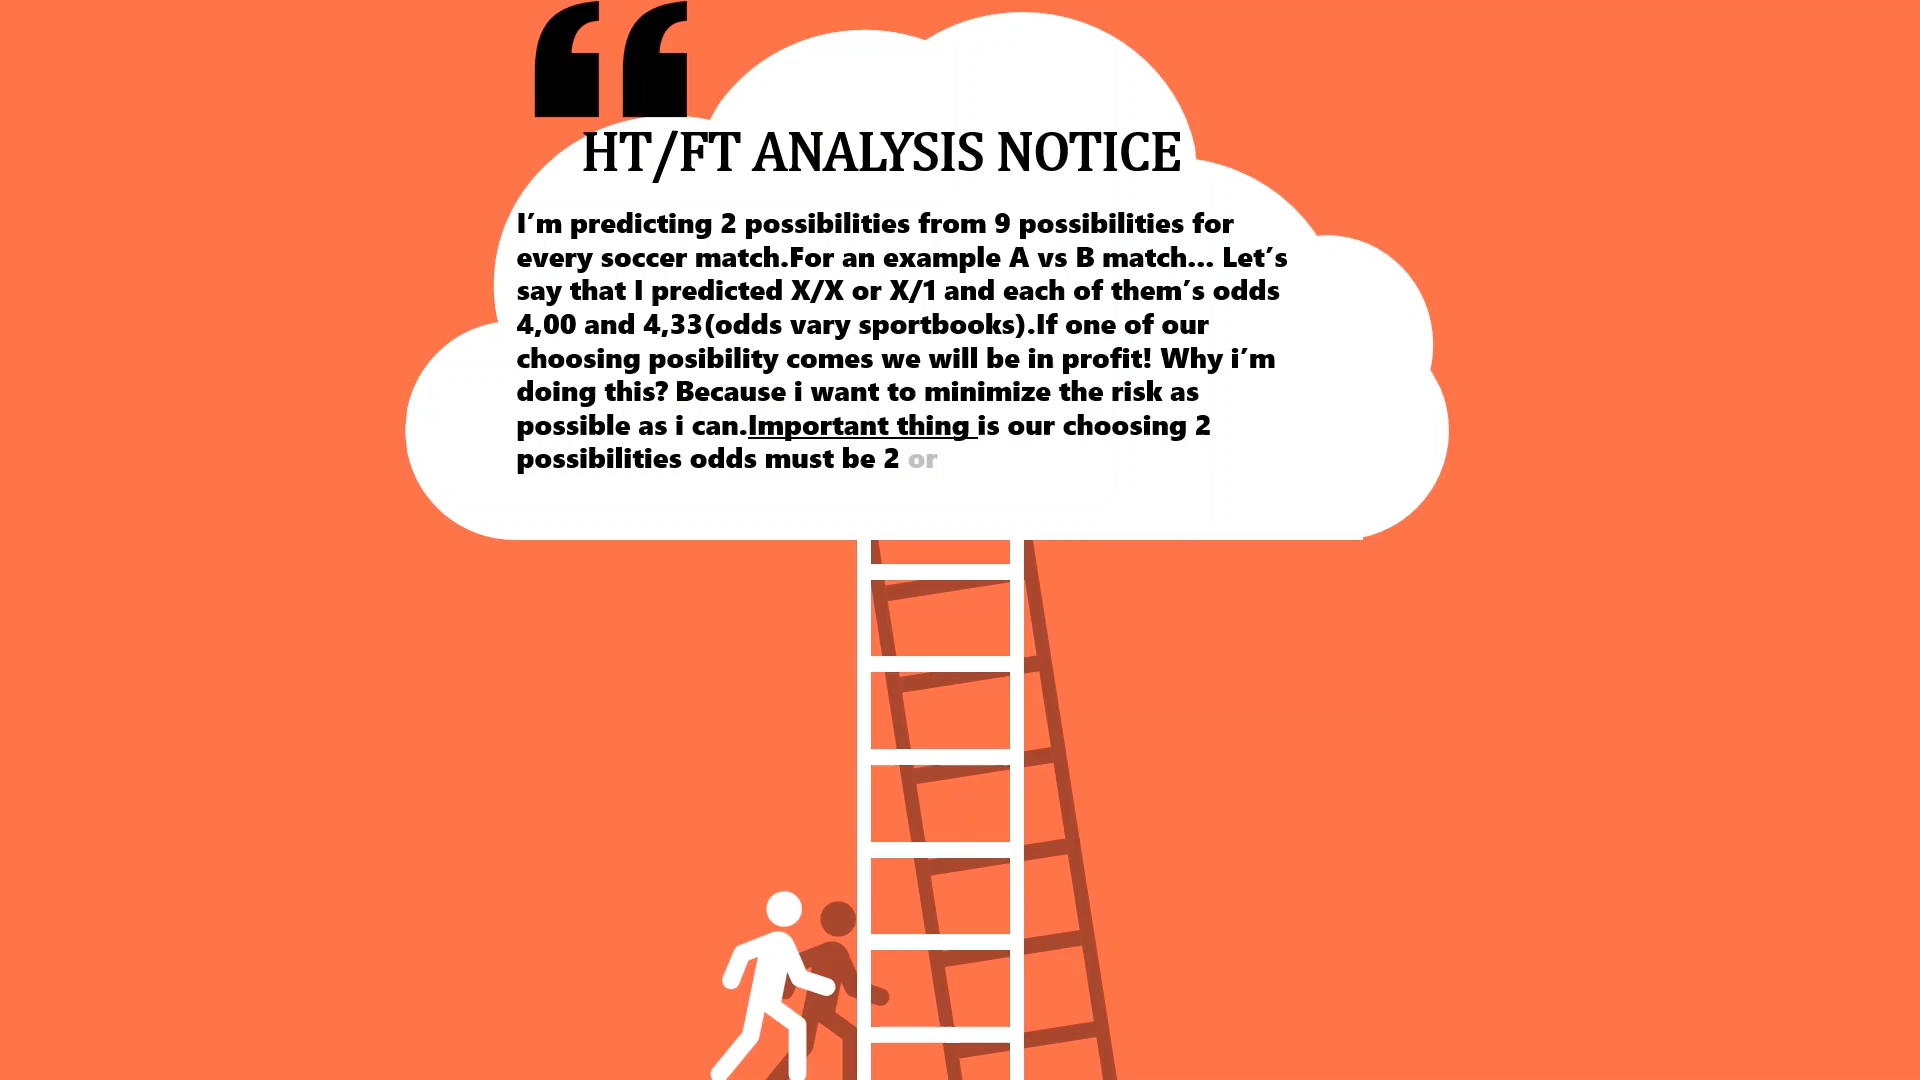 “
HT/FT ANALYSIS NOTICE
I’m predicting 2 possibilities from 9 possibilities for
every soccer match.For an example A vs B match... Let’s
say that I predicted X/X or X/1 and each of them’s odds
4,00 and 4,33(odds vary sportbooks).If one of our
choosing posibility comes we will be in profit! Why i’m
doing this? Because i want to minimize the risk as
possible as i can.Important thing is our choosing 2
possibilities odds must be 2 or